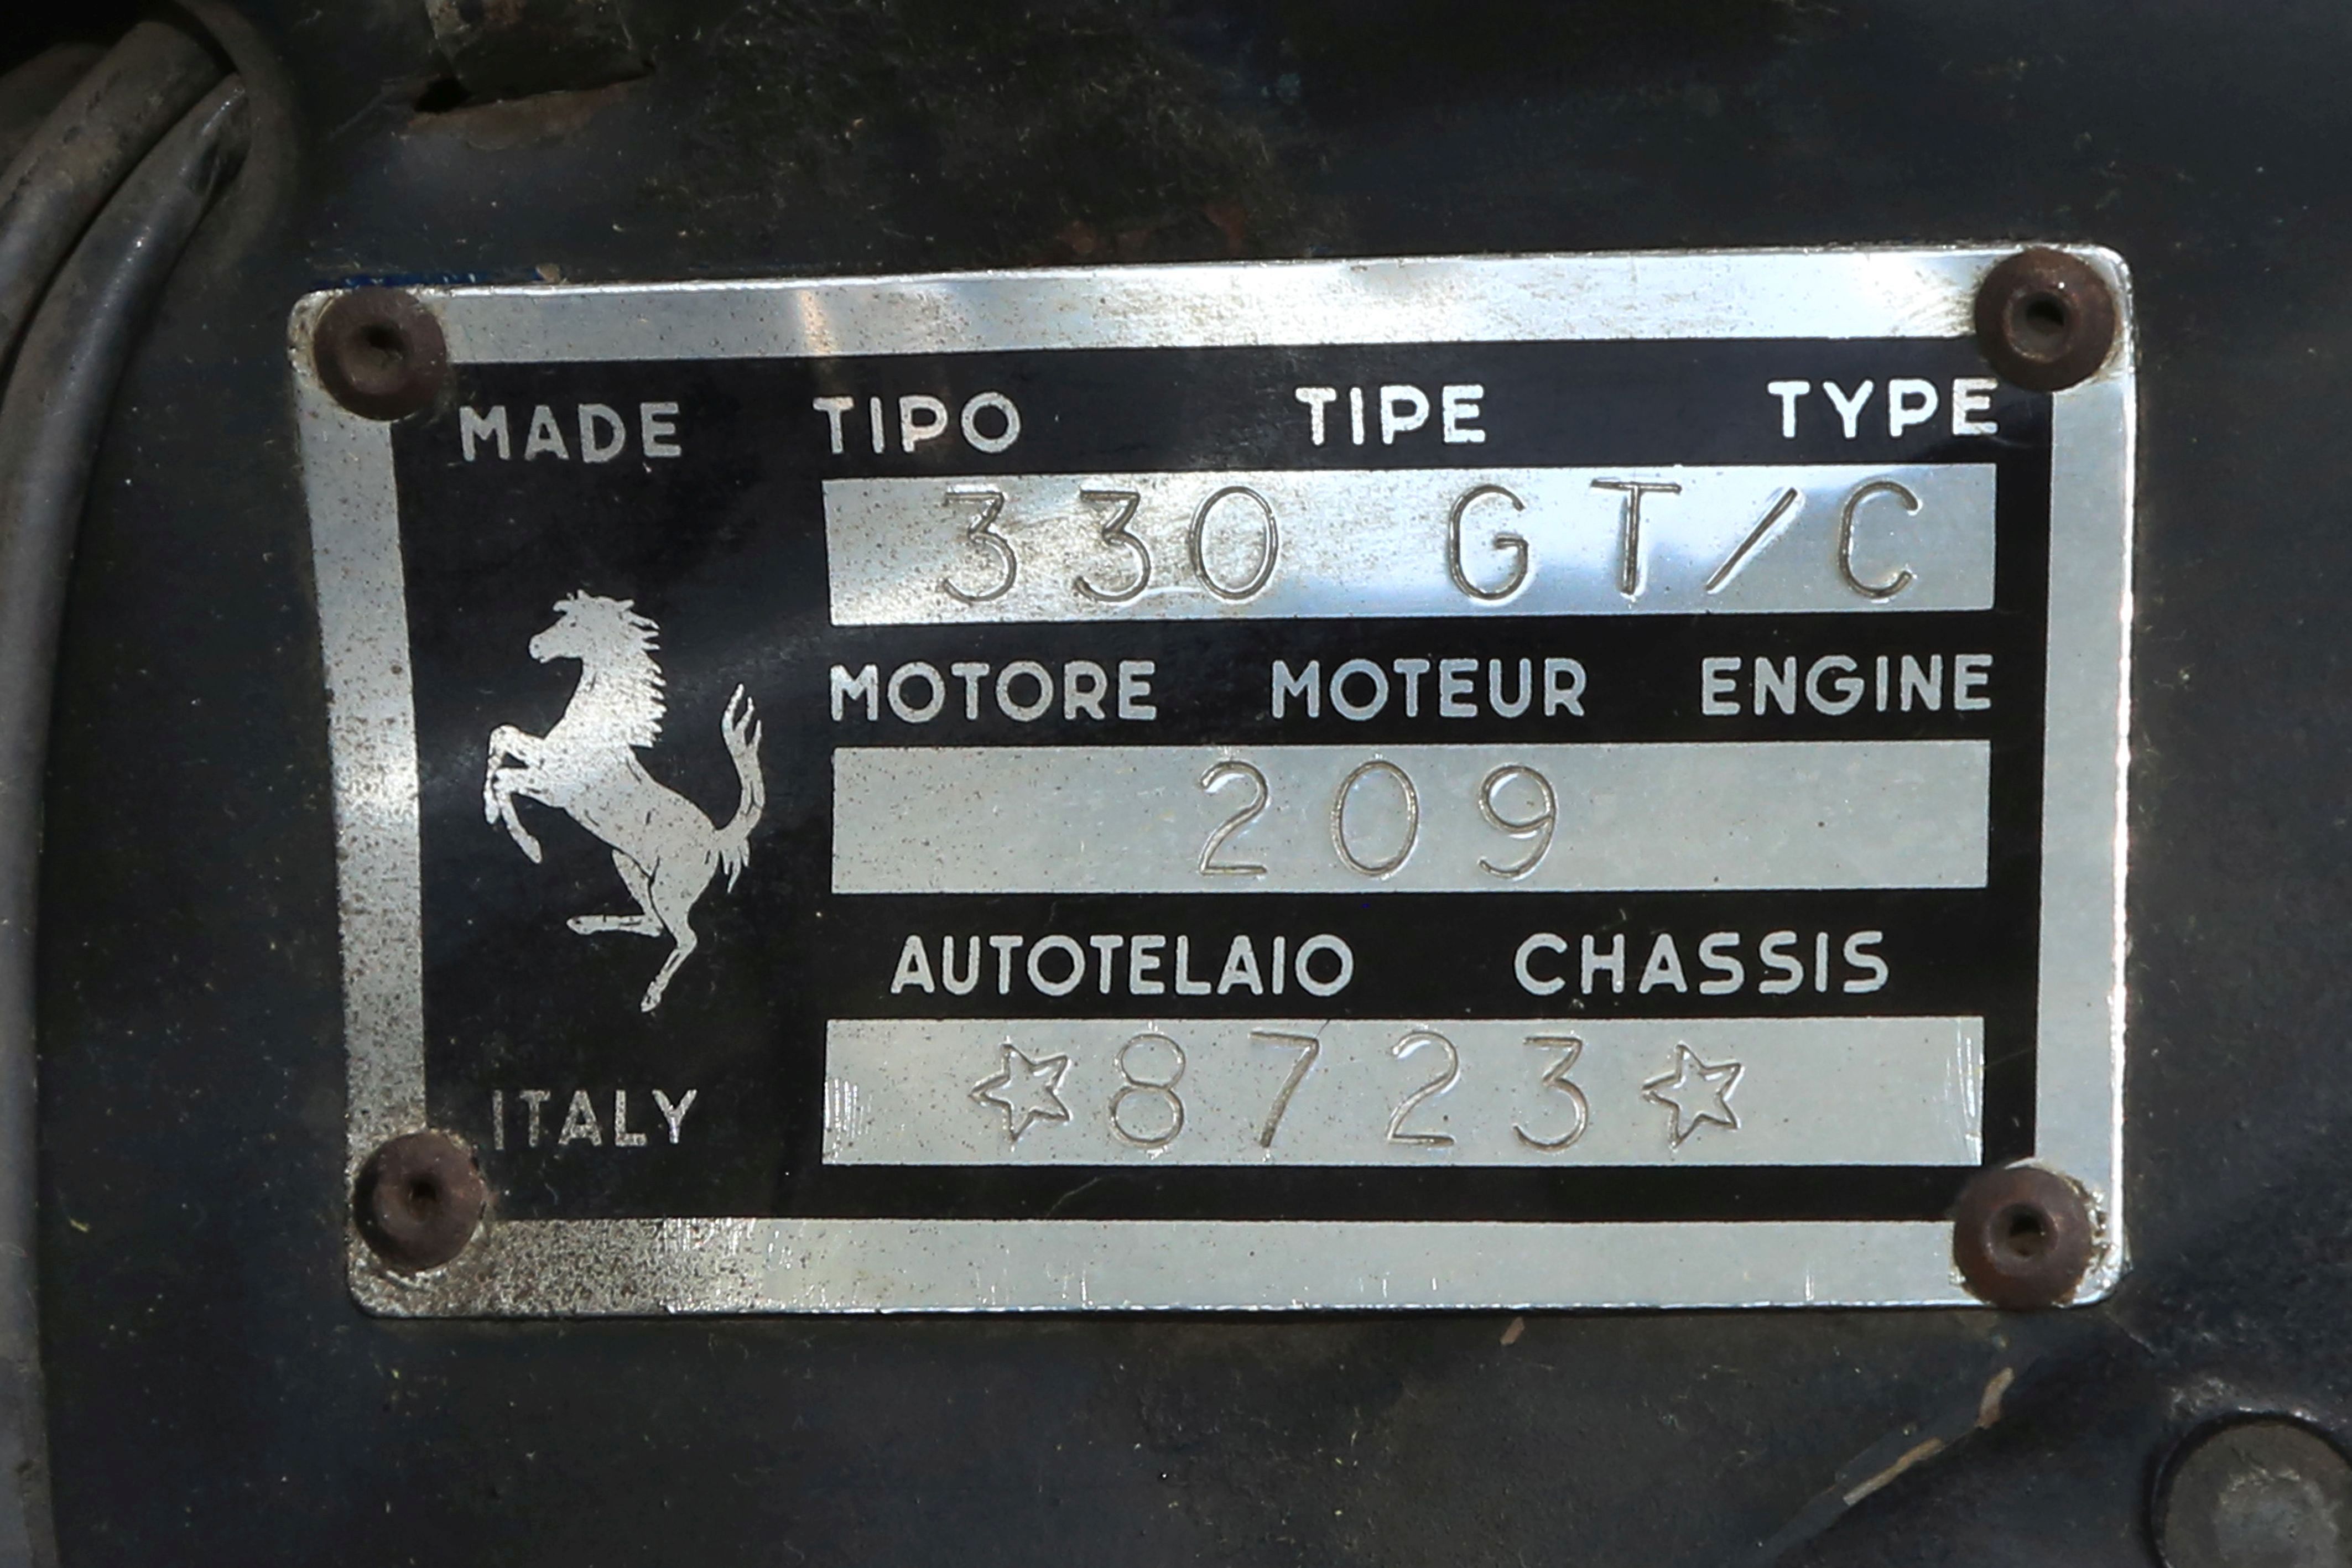 MADE TIPO TIPE TYPE
330 GT/C
MOTORE MOTEUR ENGINE
209
AUTOTELAIO CHASSIS
☆8723☆
ITALY